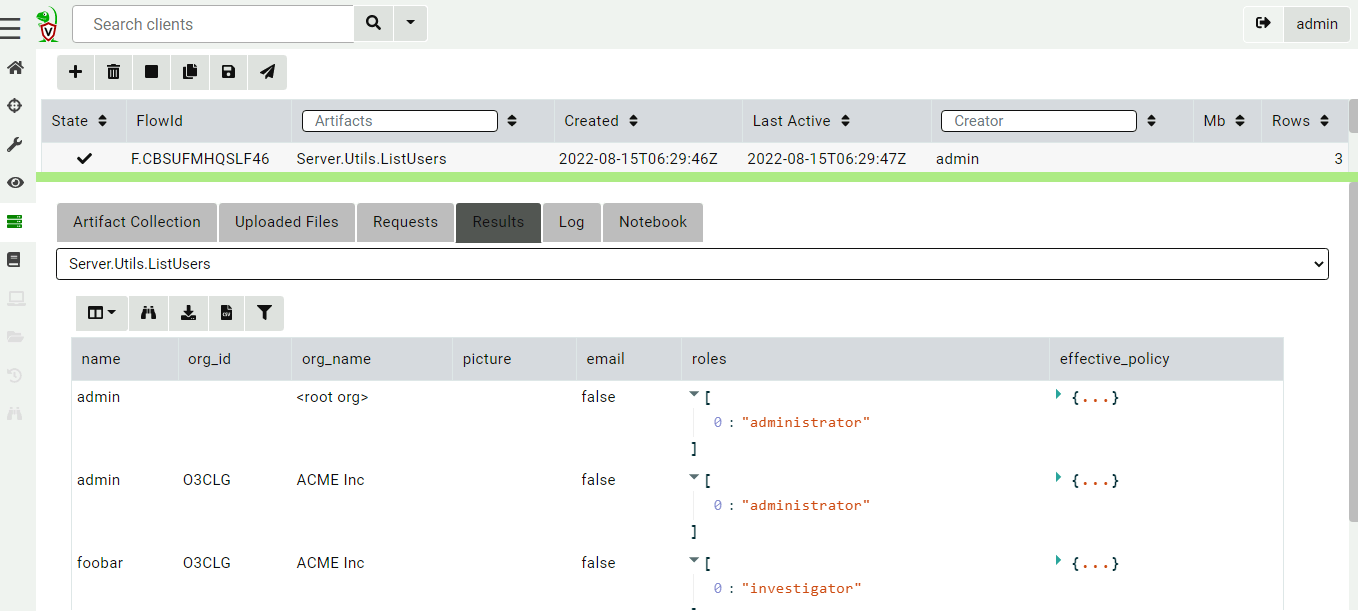 Search clients
admin
State FlowId Artifacts Created Last Active Creator Mb Rows
F.CBSUFMHQSLF46 Server.Utils.ListUsers 2022-08-15T06:29:46Z 2022-08-15T06:29:47Z admin 3
Artifact Collection Uploaded Files Requests Results Log Notebook
Server.Utils.ListUsers
CSV
name org_id org_name picture email roles effective_policy
admin <root org> false [ {...}
0 : "administrator"
]
admin O3CLG ACME Inc false [ {...}
0 : "administrator"
]
foobar O3CLG ACME Inc false [ {...}
0 : "investigator"